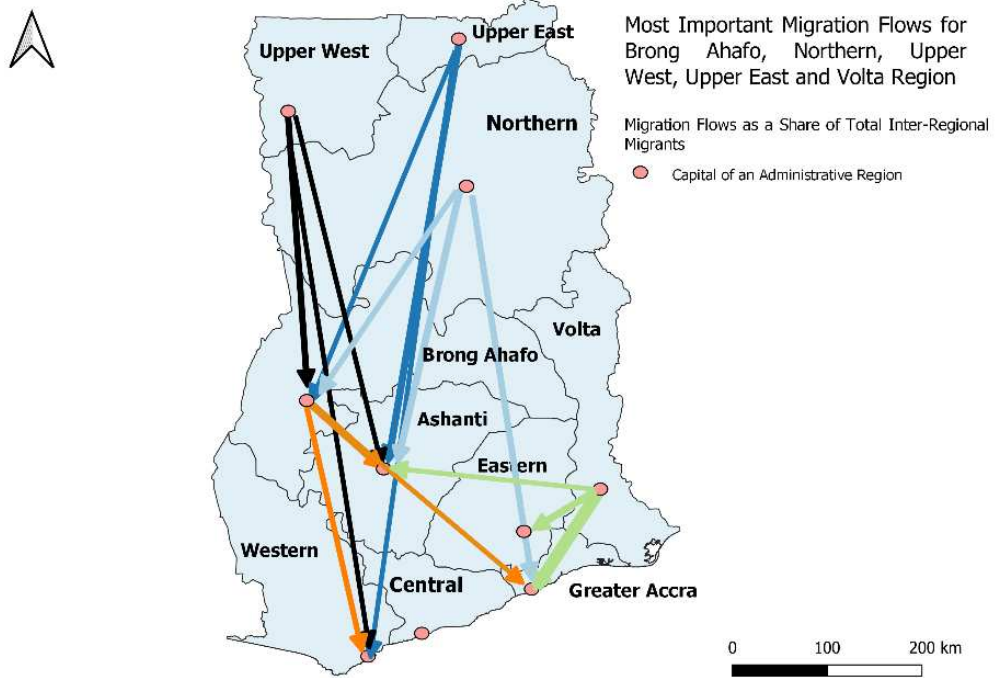 Most Important Migration Flows for
Brong Ahafo, Northern, Upper
West, Upper East and Volta Region
Migration Flows as a Share of Total Inter-Regional
Migrants
Capital of an Administrative Region
Upper East
Upper West
Northern
Volta
Brong Ahafo
Ashanti
Eastern
Western
Central
Greater Accra
0 100 200 km